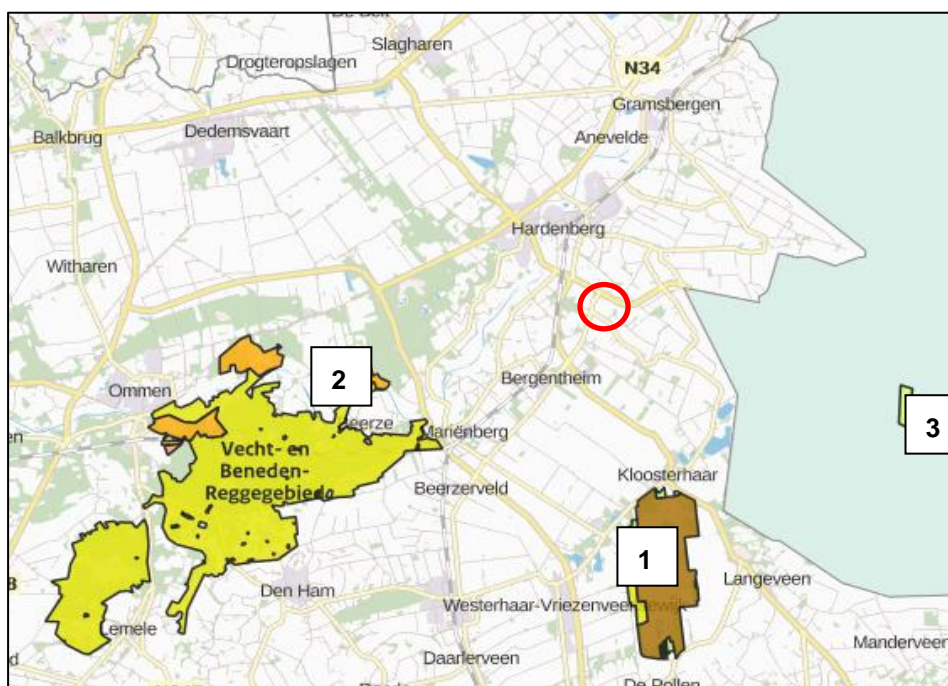 Slagharen
Drogteropslagen
N34
Gramsbergen
Balkbrug
Dedemsvaart
Anevelde
Hardenberg
Witharen
2
Ommen
Bergentheim
Mariënberg
3
Vecht- en
Beneden-
Reggegebied
Kloosterhaar
Beerzerveld
1
Langeveen
Den Ham
Westerhaar-Vriezenveen
Lemele
Manderveen
Daarlerveen
De Pollen